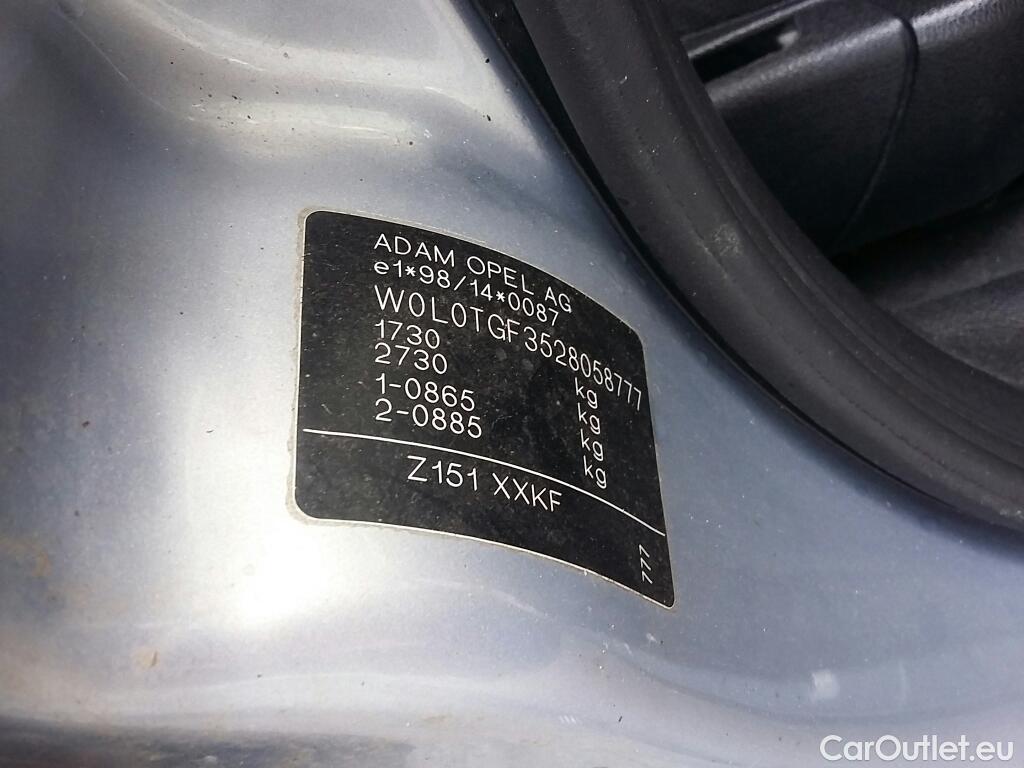 ADAM OPEL AG
e1*98/14*0087
W0L0TGF3528058777
1730 kg
2730 kg
1-0865 kg
2-0885 kg
Z151 XXKF
777
CarOutlet.eu